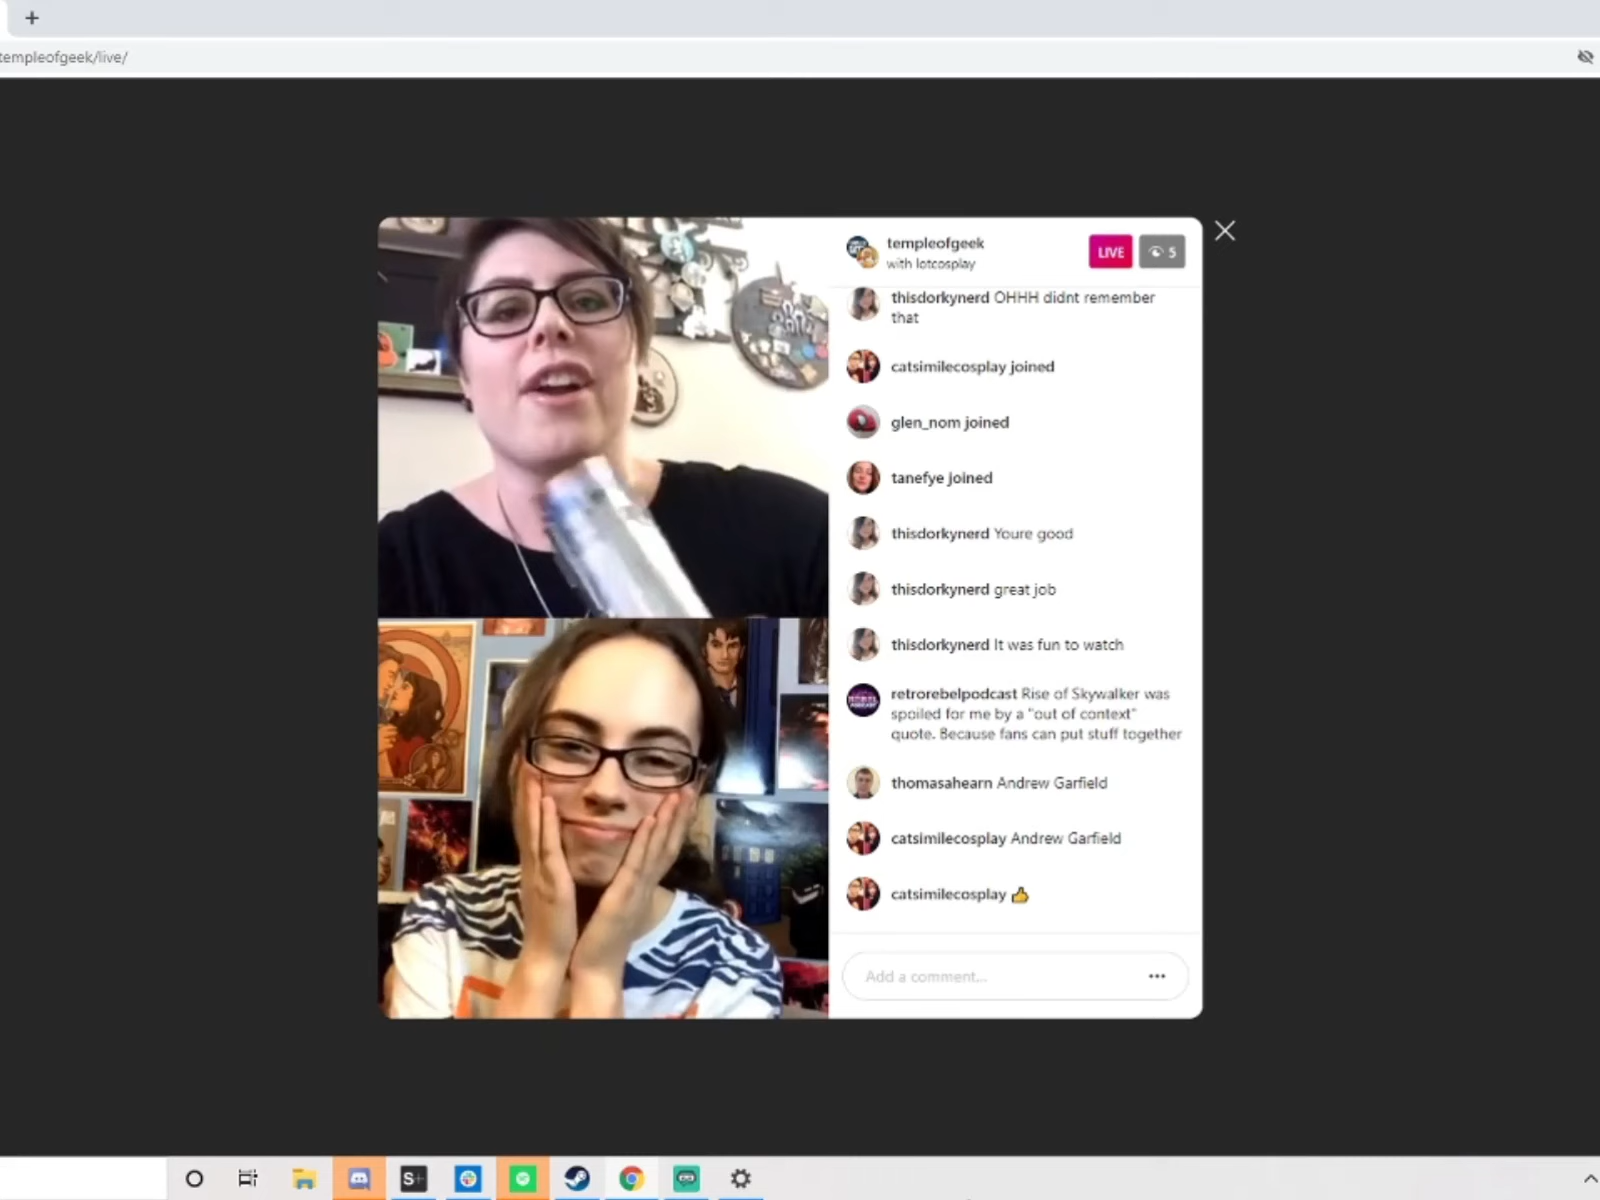 templeofgeek/live/
templeofgeek
with lotcosplay
LIVE
5
thisdorkynerd OHHH didnt remember
that
catsimilecosplay joined
glen_nom joined
tanefye joined
thisdorkynerd Youre good
thisdorkynerd great job
thisdorkynerd It was fun to watch
retrorebelpodcast Rise of Skywalker was
spoiled for me by a "out of context"
quote. Because fans can put stuff together
thomasahearn Andrew Garfield
catsimilecosplay Andrew Garfield
catsimilecosplay 👍
Add a comment...
S+